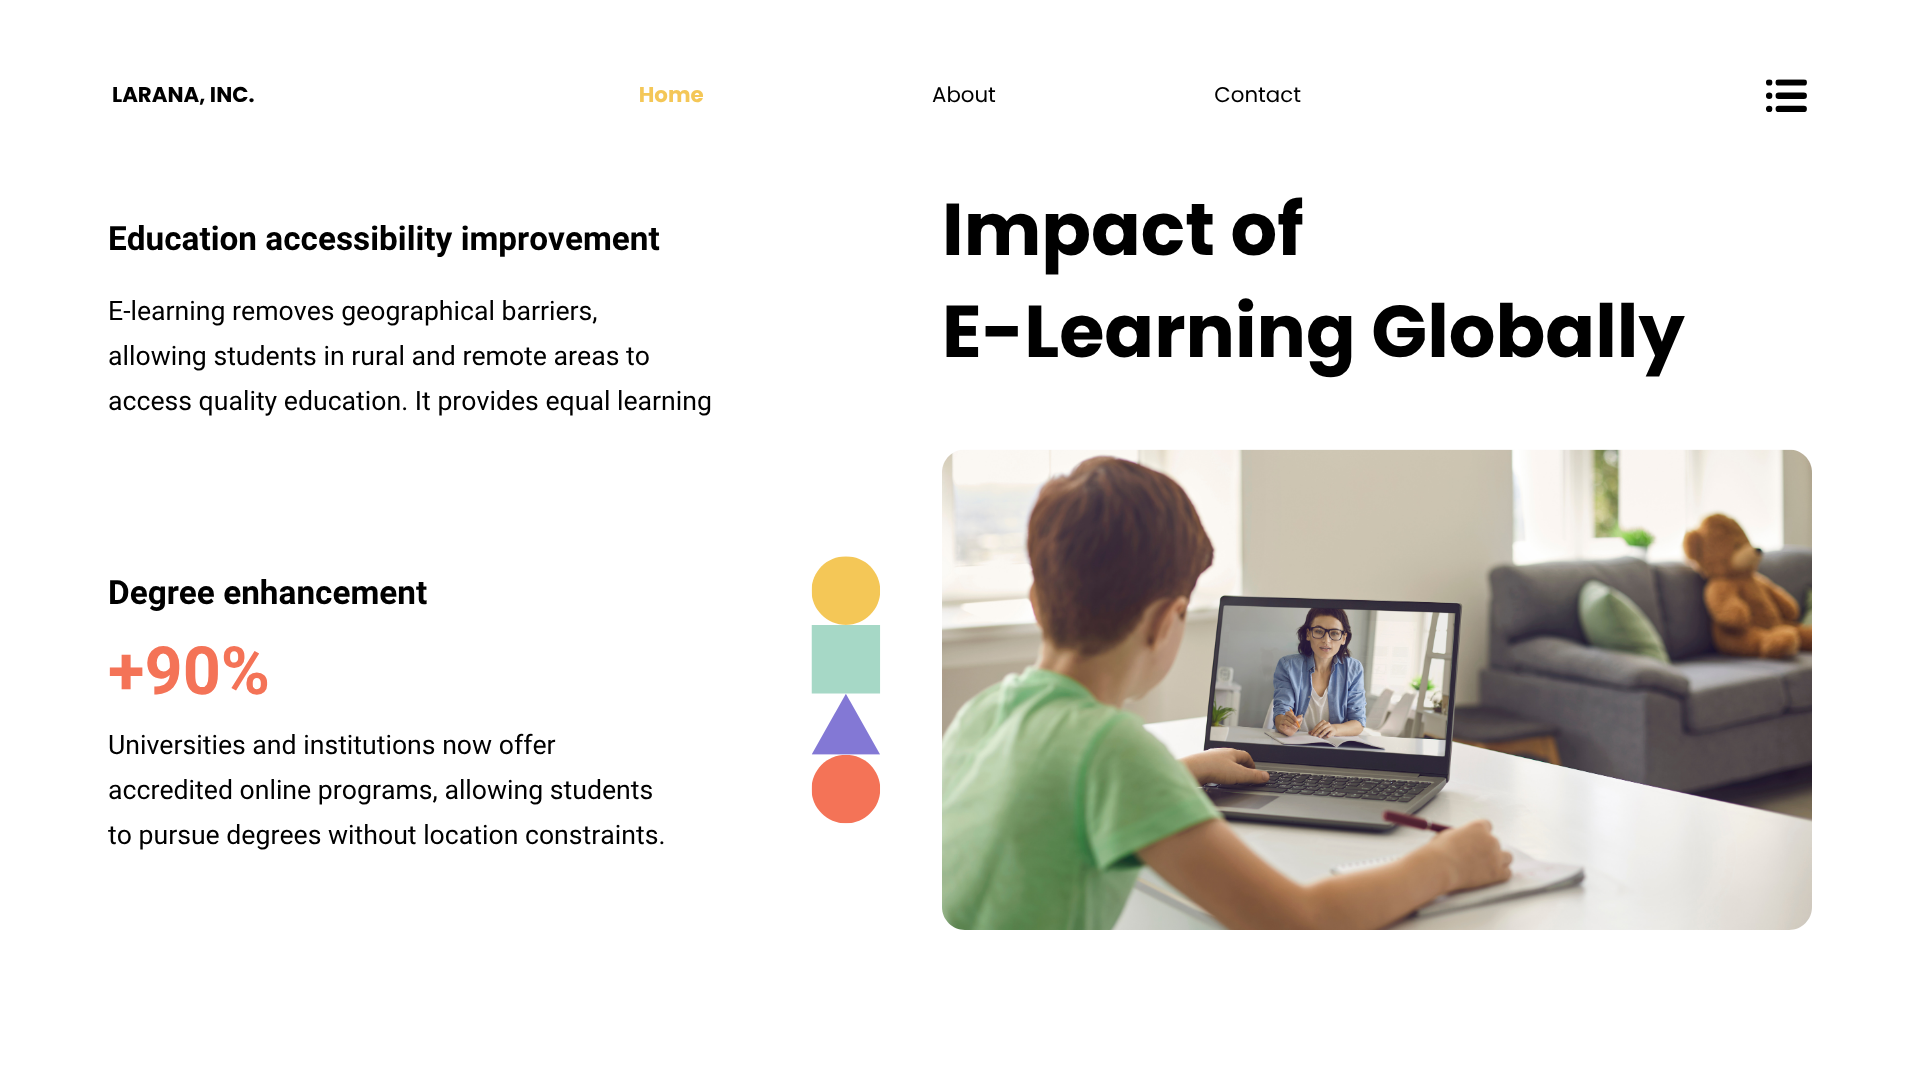 LARANA, INC.
Home
About
Contact
Education accessibility improvement
E-learning removes geographical barriers,
allowing students in rural and remote areas to
access quality education. It provides equal learning
Degree enhancement
+90%
Universities and institutions now offer
accredited online programs, allowing students
to pursue degrees without location constraints.
Impact of
E-Learning Globally